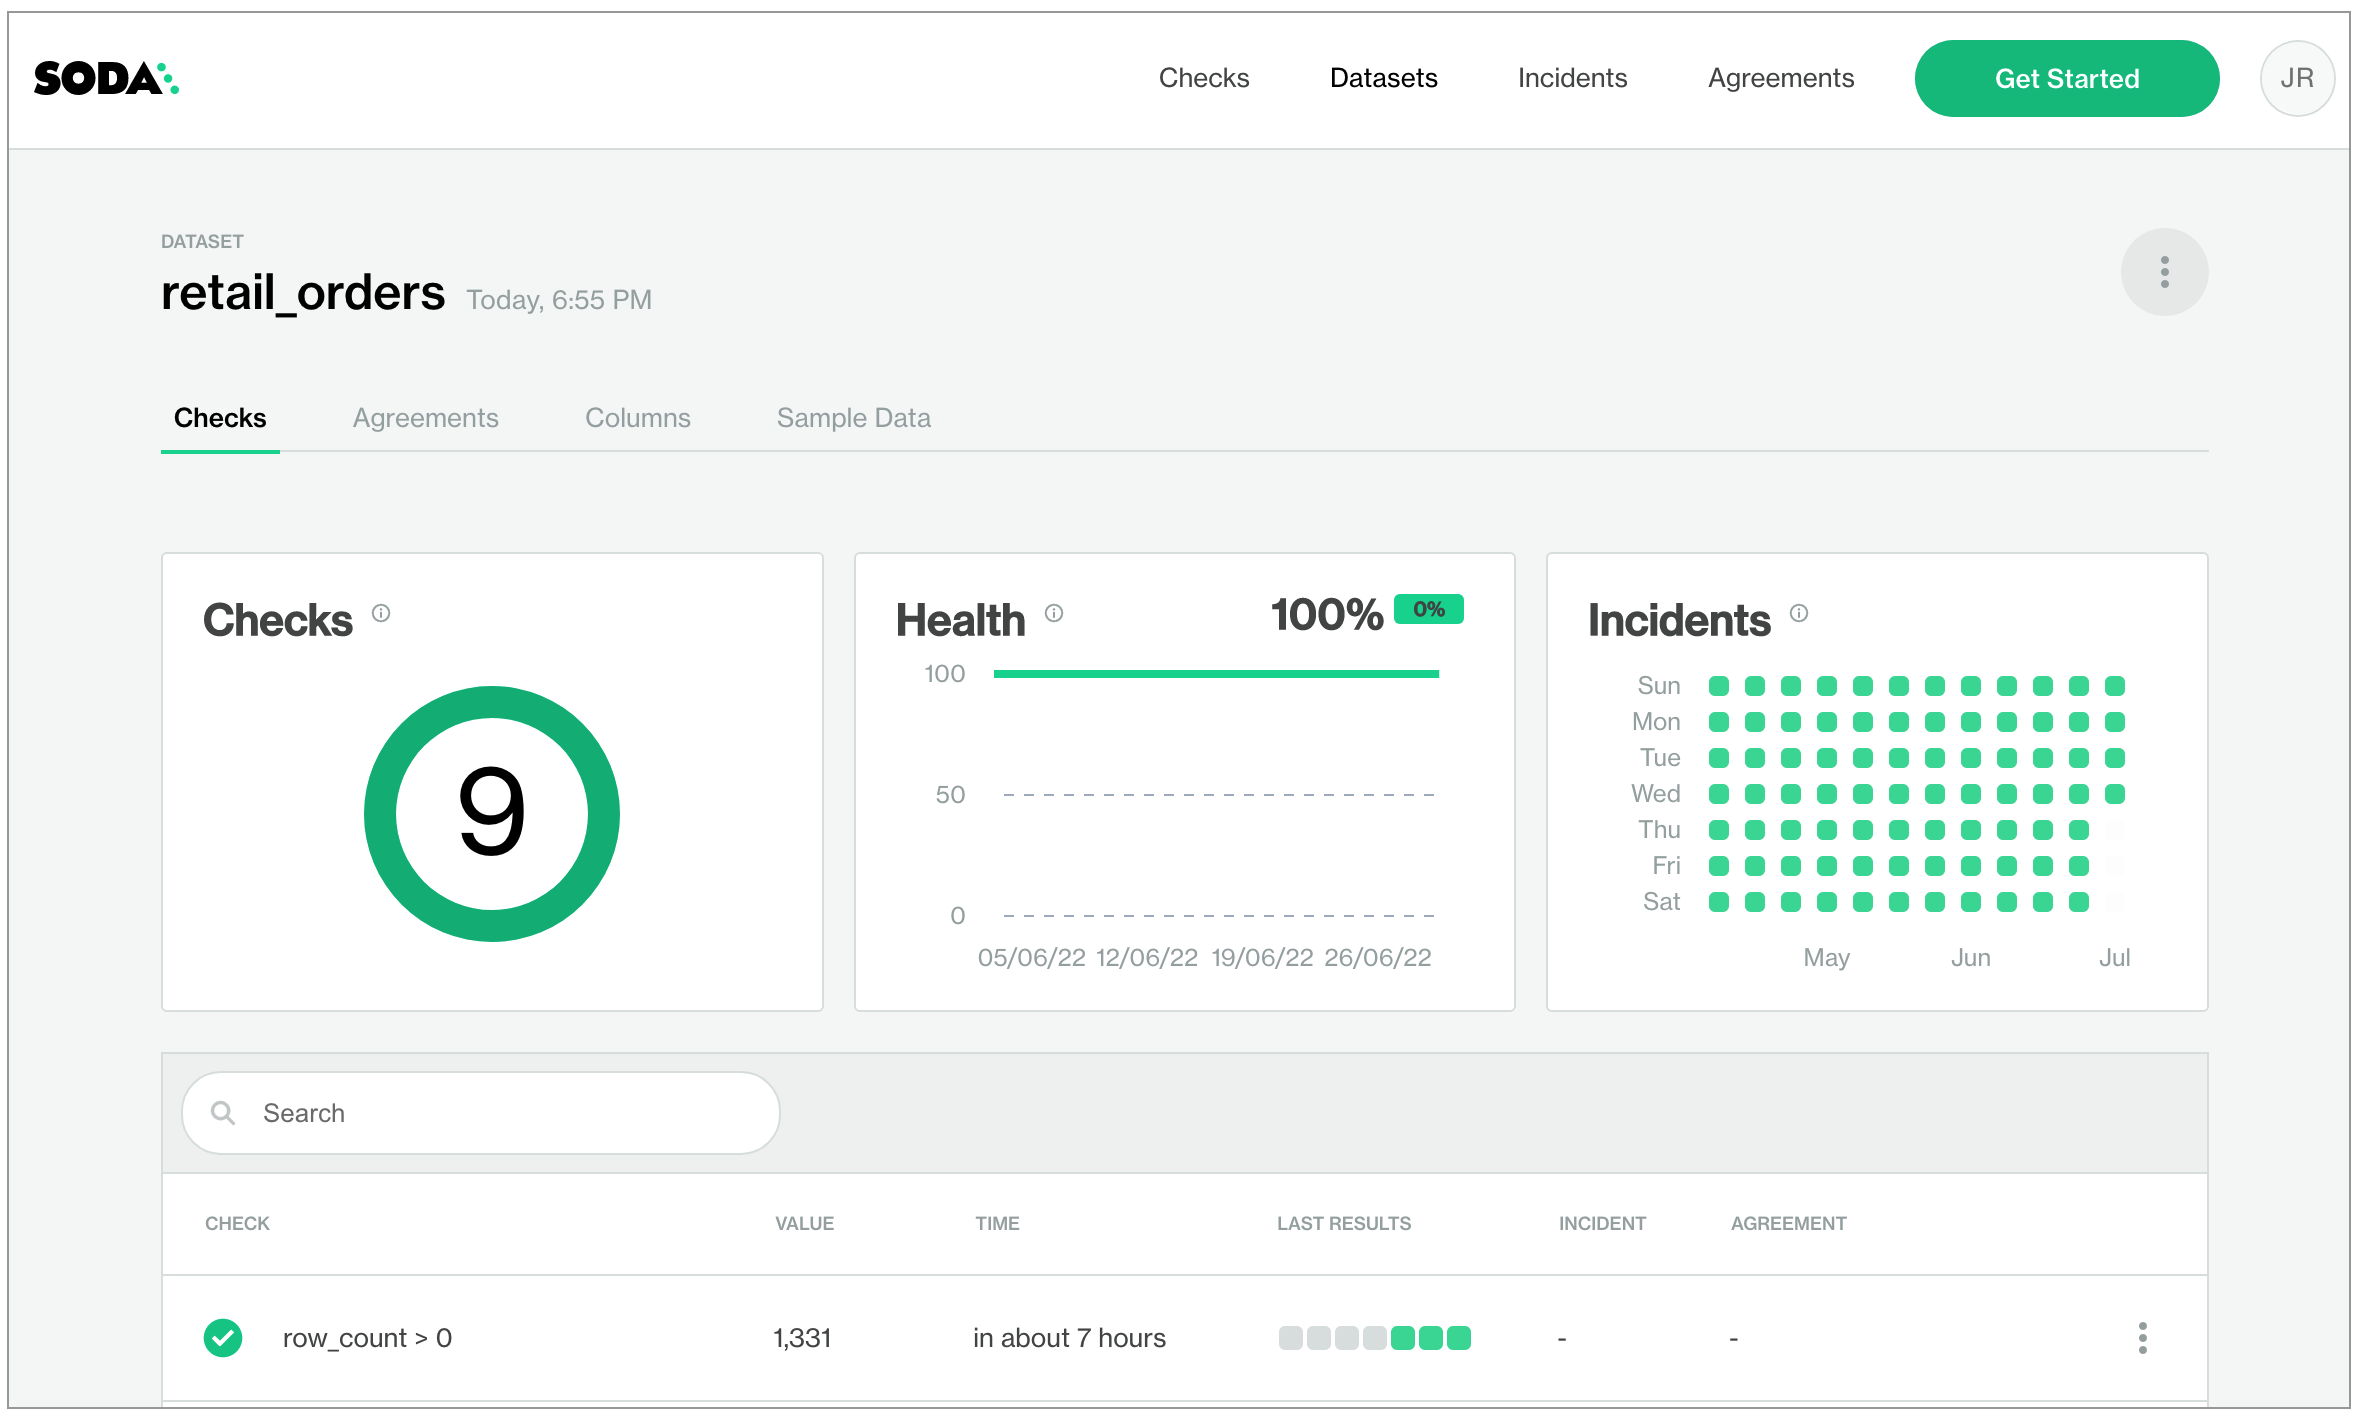 SODA
Checks Datasets Incidents Agreements Get Started JR
DATASET
retail_orders Today, 6:55 PM
Checks Agreements Columns Sample Data
Checks
9
Health 100% 0%
100
50
0
05/06/22 12/06/22 19/06/22 26/06/22
Incidents
Sun
Mon
Tue
Wed
Thu
Fri
Sat
May Jun Jul
Search
CHECK VALUE TIME LAST RESULTS INCIDENT AGREEMENT
row_count > 0 1,331 in about 7 hours - -